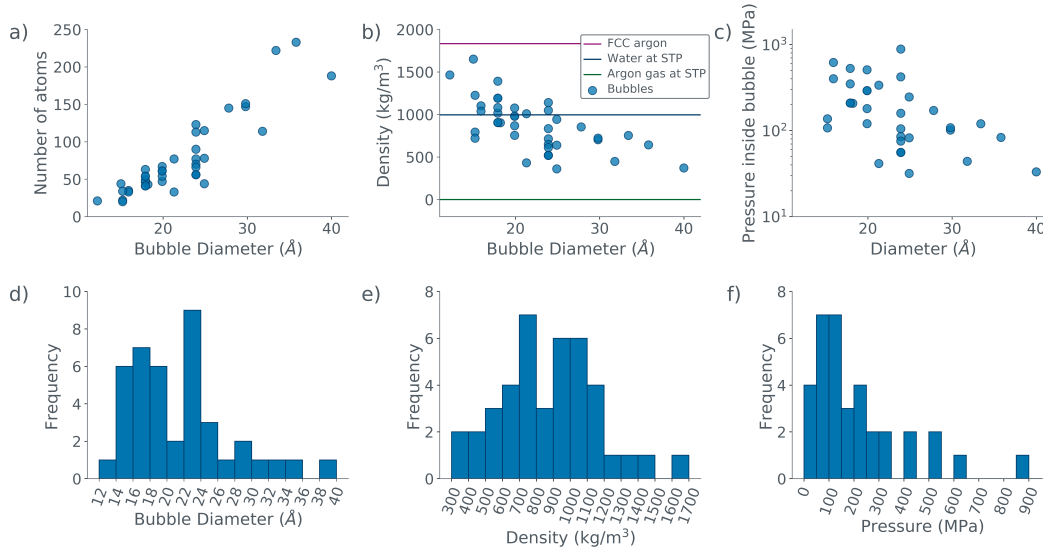 a)
Number of atoms
250
200
150
100
50
0
20
30
40
Bubble Diameter (Å)
b)
Density (kg/m³)
2000
1500
1000
500
0
FCC argon
Water at STP
Argon gas at STP
Bubbles
20
30
40
Bubble Diameter (Å)
c)
Pressure inside bubble (MPa)
10³
10²
10¹
20
30
40
Diameter (Å)
d)
Frequency
10
8
6
4
2
0
12 14 16 18 20 22 24 26 28 30 32 34 36 38 40
Bubble Diameter (Å)
e)
Frequency
8
6
4
2
0
300 400 500 600 700 800 900 1000 1100 1200 1300 1400 1500 1600 1700
Density (kg/m³)
f)
Frequency
8
6
4
2
0
0 100 200 300 400 500 600 700 800 900
Pressure (MPa)